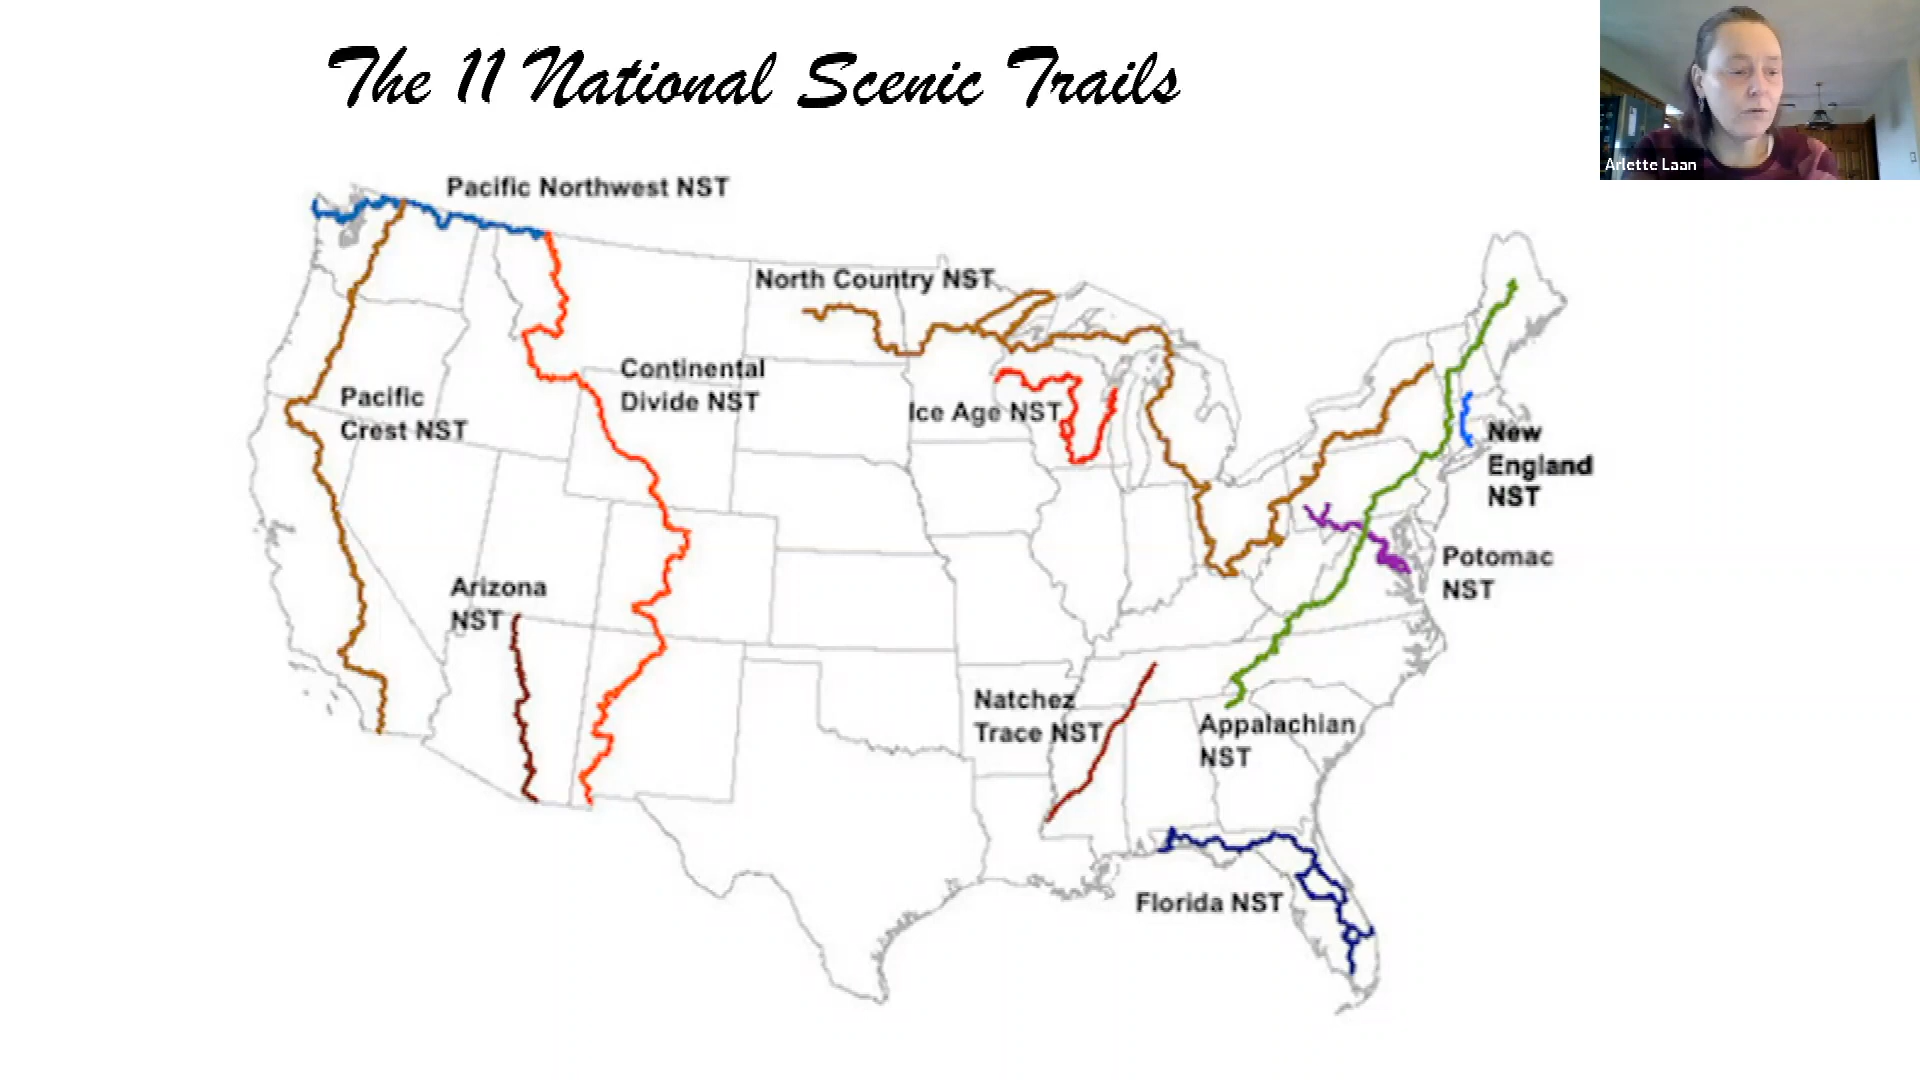 The 11 National Scenic Trails
Arlette Laan
Pacific Northwest NST
North Country NST
Continental
Divide NST
Pacific
Crest NST
Ice Age NST
New
England
NST
Potomac
NST
Arizona
NST
Natchez
Trace NST
Appalachian
NST
Florida NST